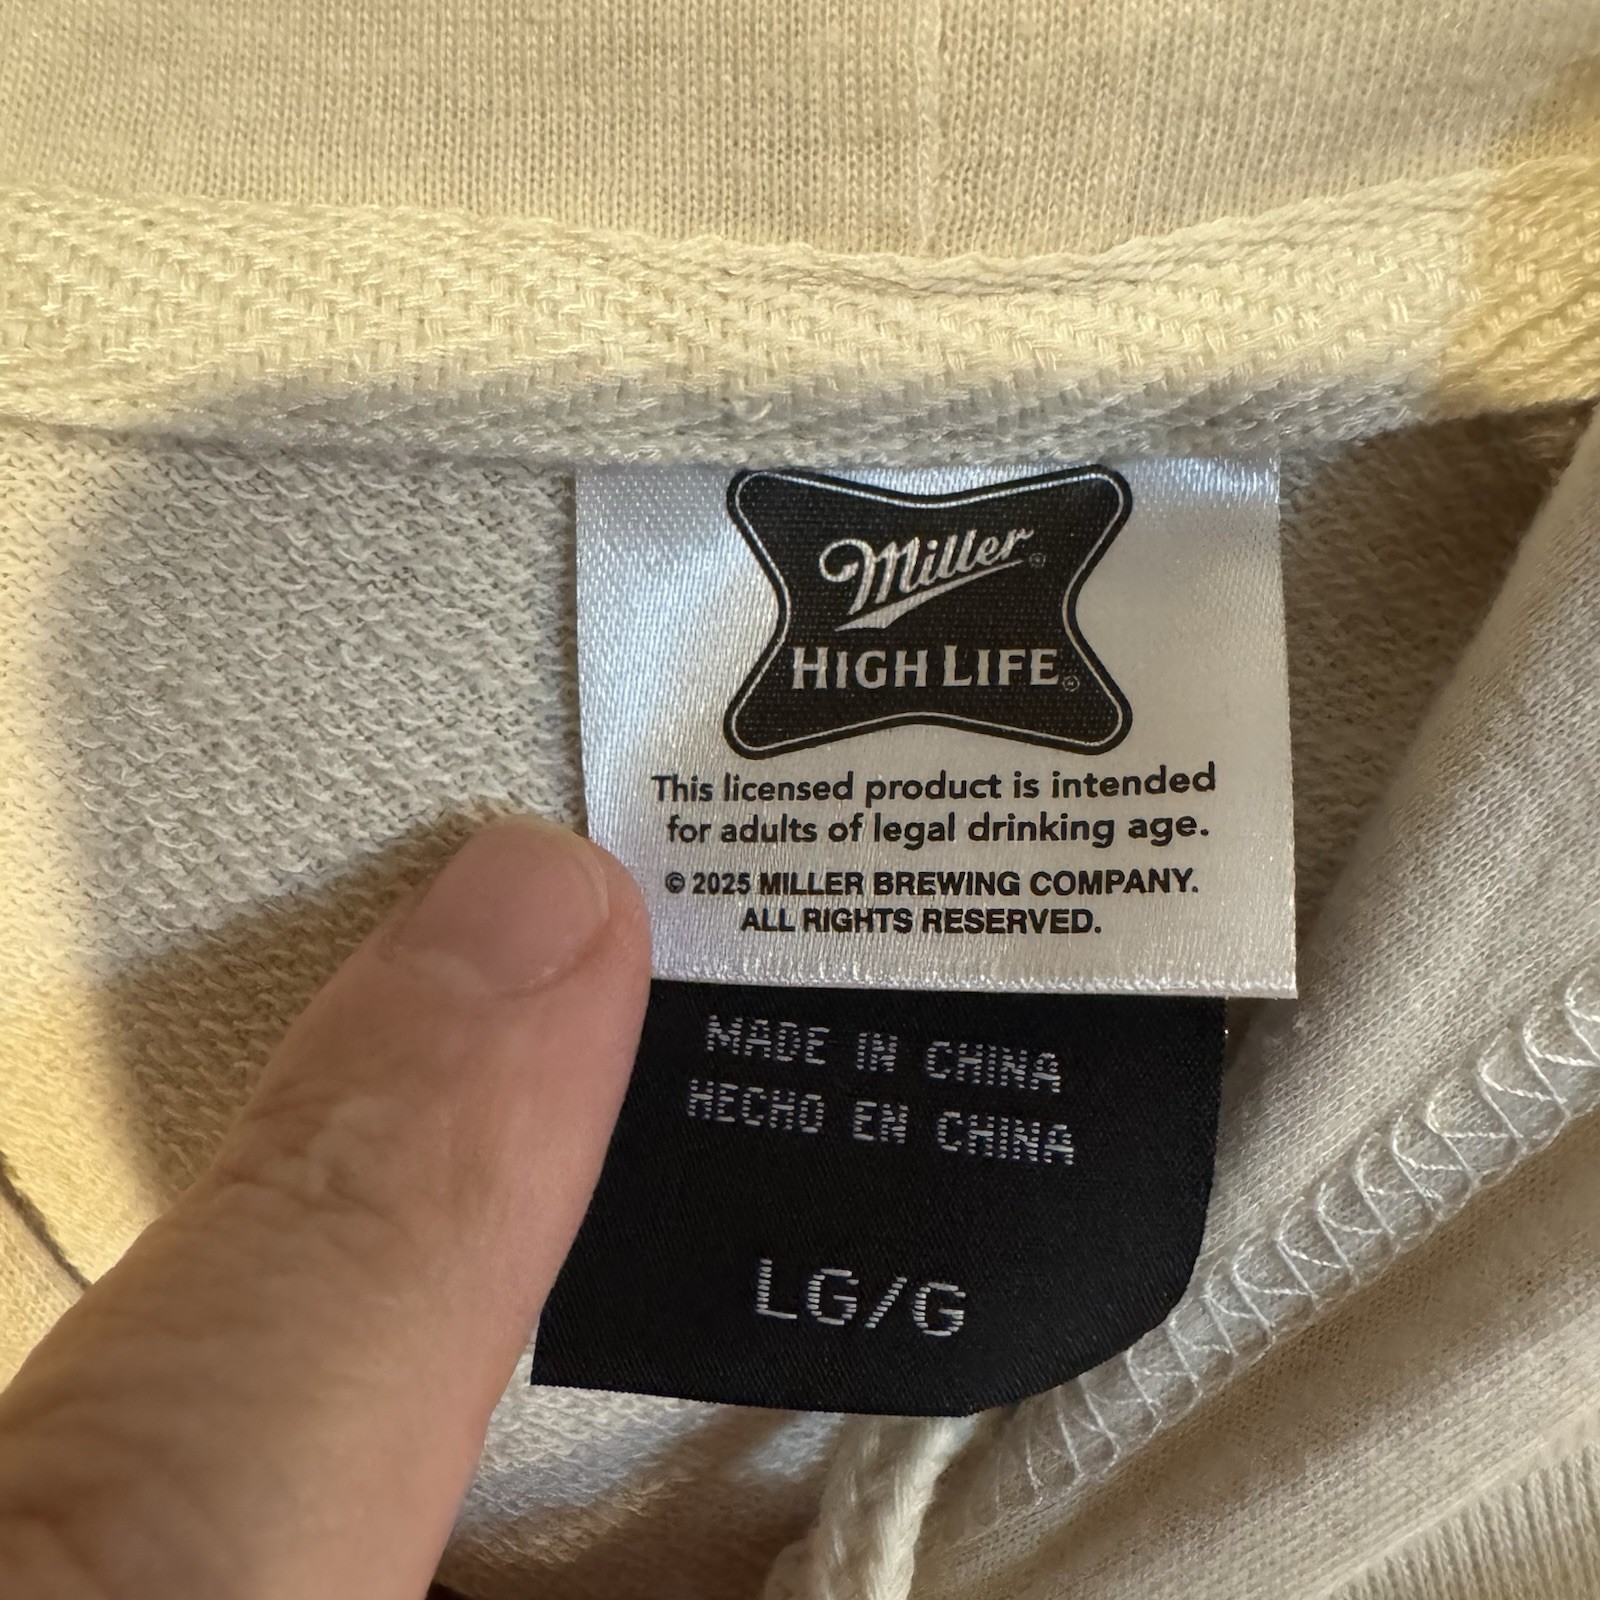 Miller®
HIGH LIFE®
This licensed product is intended
for adults of legal drinking age.
© 2025 MILLER BREWING COMPANY.
ALL RIGHTS RESERVED.
MADE IN CHINA
HECHO EN CHINA
LG/G